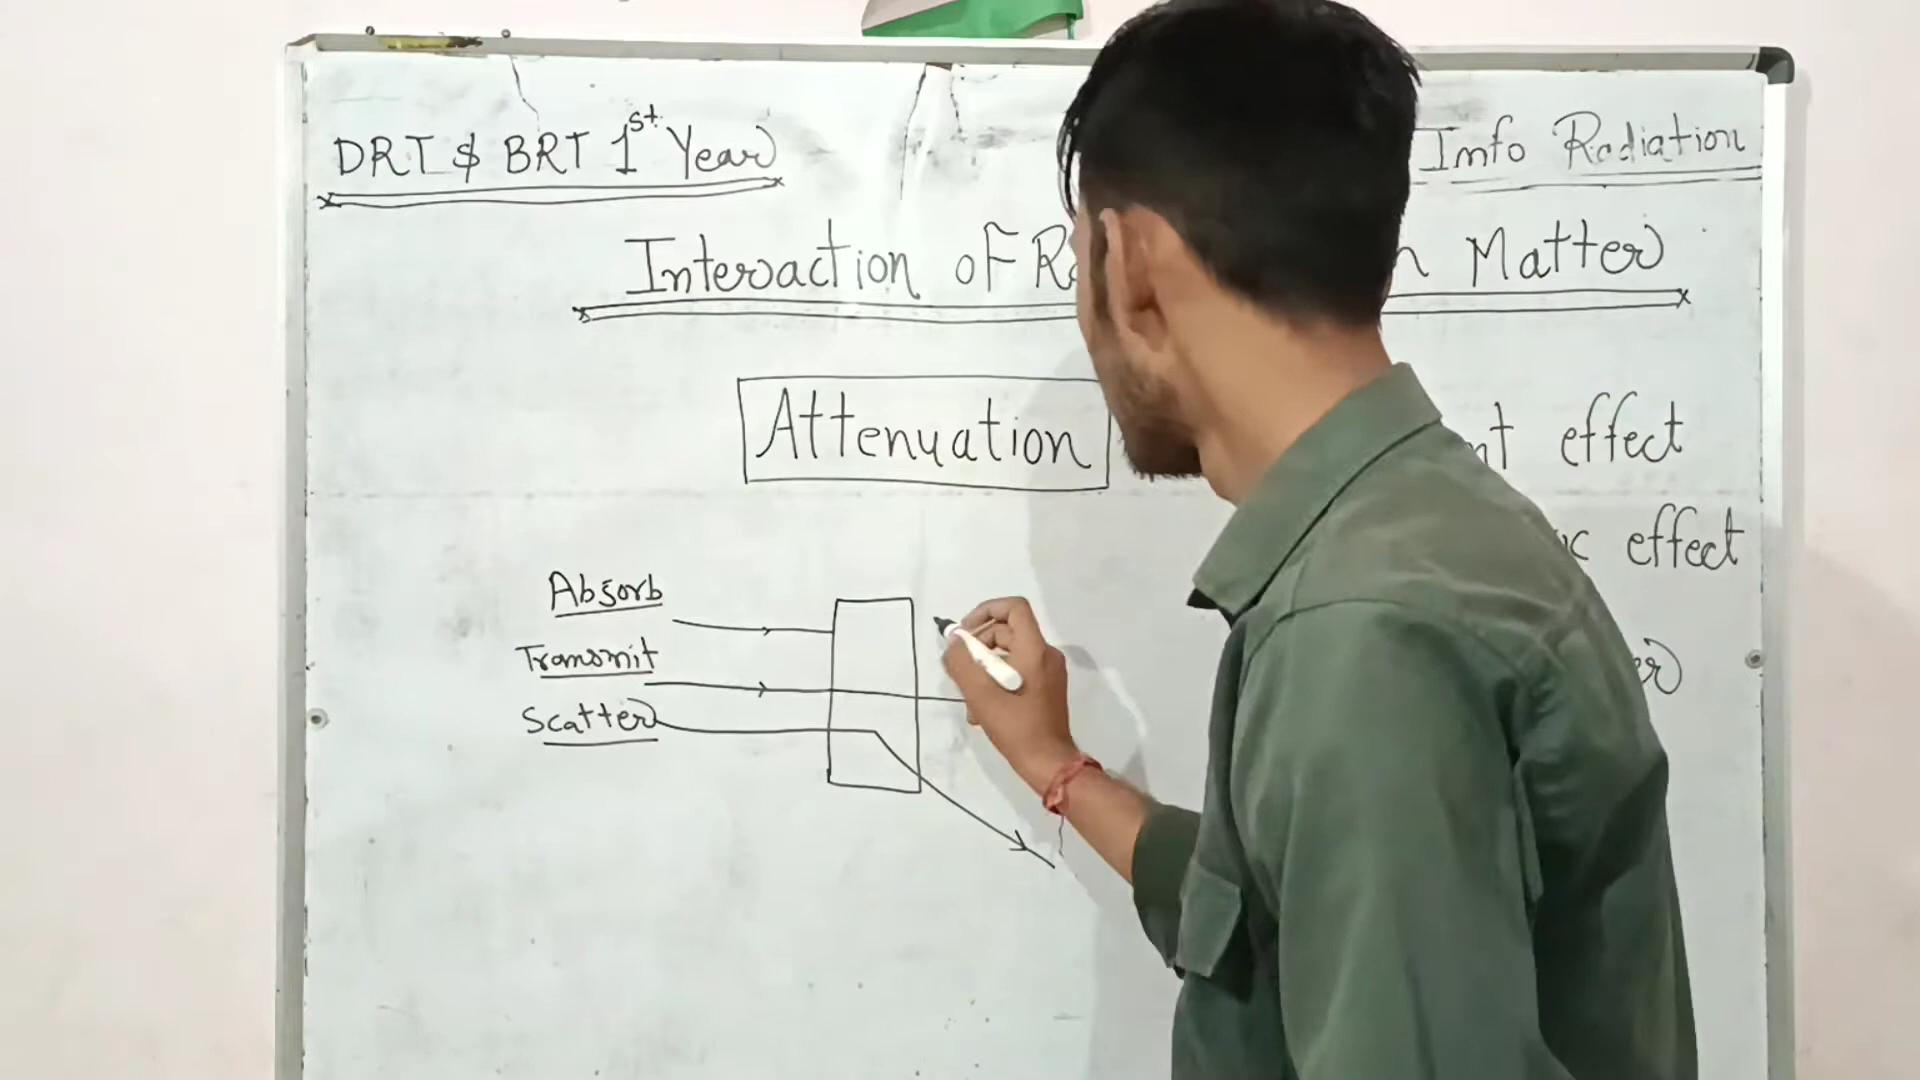 DRT & BRT 1st Year
Info Radiation
Interaction of Matter
Attenuation
effect
effect
Absorb
Transmit
Scatter